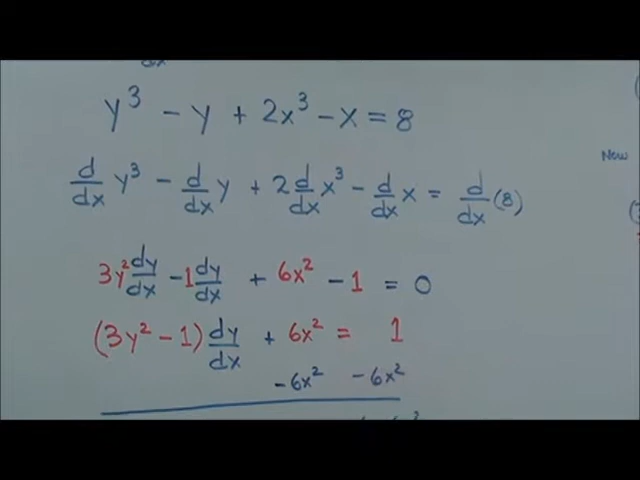 dx
y³ - y + 2x³ - x = 8
d/dx y³ - d/dx y + 2 d/dx x³ - d/dx x = d/dx (8)
3y² dy/dx - 1 dy/dx + 6x² - 1 = 0
(3y² - 1) dy/dx + 6x² = 1
- 6x² - 6x²
Now